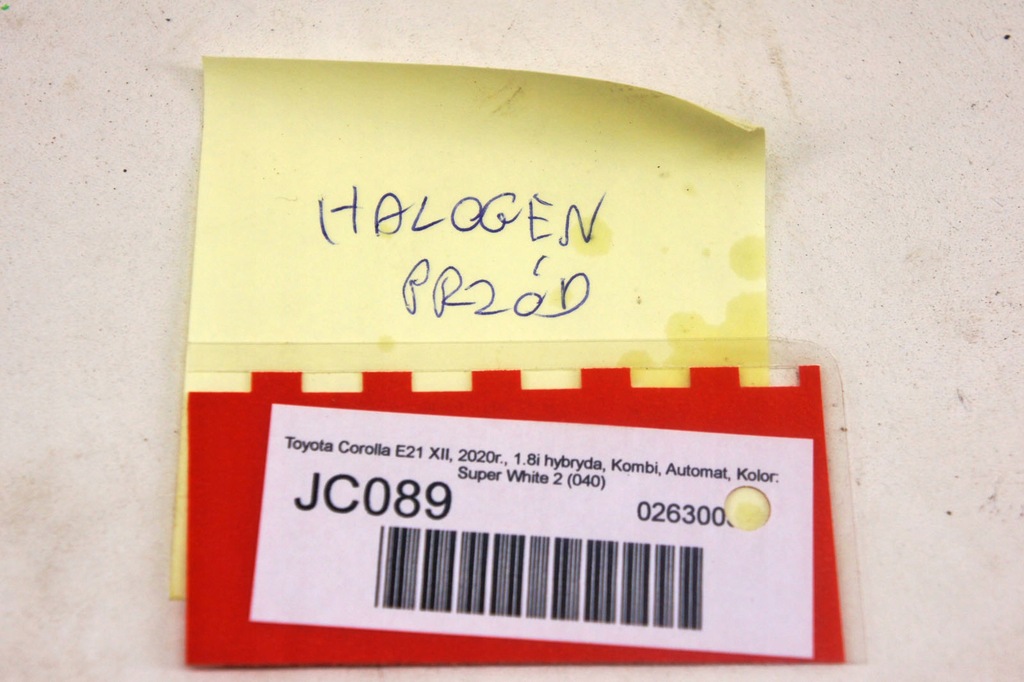 HALOGEN
PRZÓD
Toyota Corolla E21 XII, 2020r., 1.8i hybryda, Kombi, Automat, Kolor:
Super White 2 (040)
JC089
026300